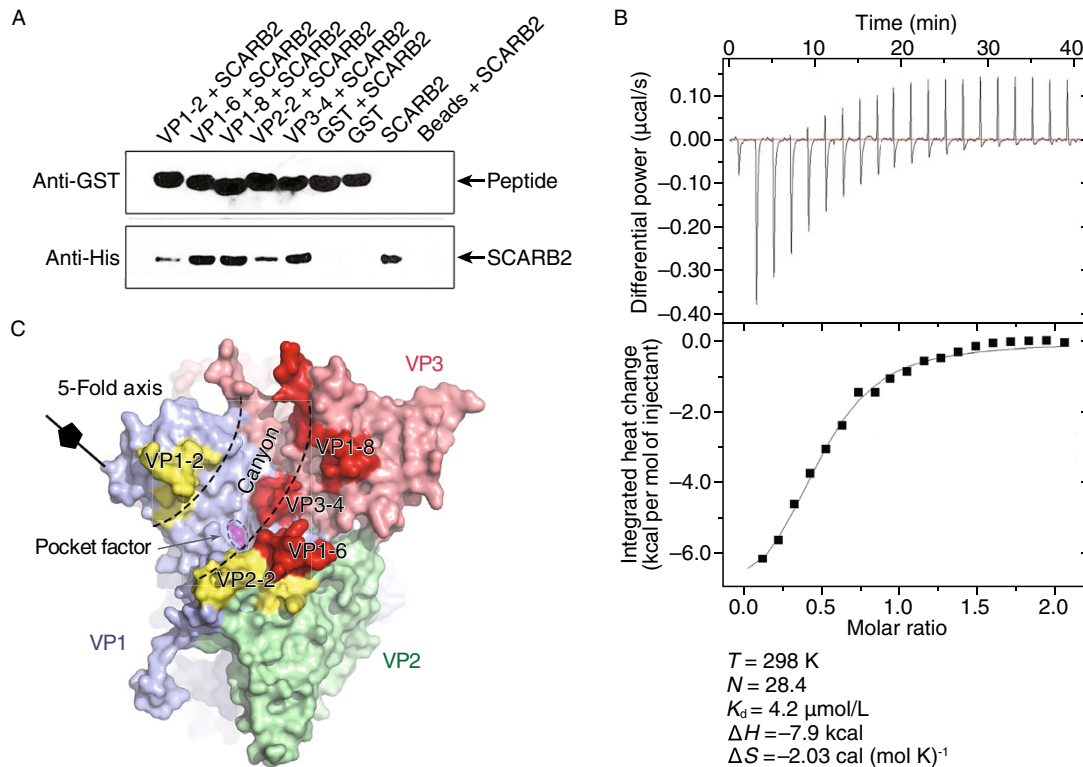 A
VP1-2 + SCARB2
VP1-6 + SCARB2
VP1-8 + SCARB2
VP2-2 + SCARB2
VP3-4 + SCARB2
GST + SCARB2
GST
SCARB2
Beads + SCARB2
Anti-GST
Peptide
Anti-His
SCARB2
B
Time (min)
0 10 20 30 40
Differential power (μcal/s)
0.10
0.00
−0.10
−0.20
−0.30
−0.40
Integrated heat change
(kcal per mol of injectant)
0.0
−2.0
−4.0
−6.0
0.0 0.5 1.0 1.5 2.0
Molar ratio
T = 298 K
N = 28.4
Kd = 4.2 μmol/L
ΔH =−7.9 kcal
ΔS =−2.03 cal (mol K)⁻¹
C
VP3
5-Fold axis
VP1-2
Canyon
VP1-8
VP3-4
Pocket factor
VP1-6
VP2-2
VP1
VP2